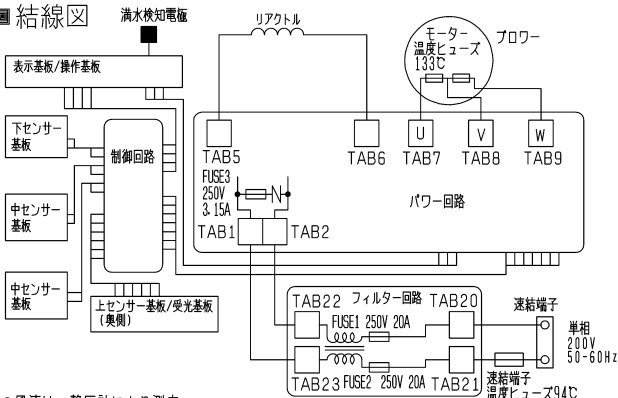 ■結線図
満水検知電極
リアクトル
モーター
温度ヒューズ
133℃
ブロワー
表示基板/操作基板
下センサー
基板
制御回路
中センサー
基板
中センサー
基板
上センサー基板/受光基板
(奥側)
TAB5
TAB6
U
TAB7
V
TAB8
W
TAB9
FUSE3
250V
3.15A
N
パワー回路
TAB1
TAB2
TAB22
フィルター回路
TAB20
FUSE1 250V 20A
TAB23
FUSE2 250V 20A
TAB21
速結端子
単相
200V
50-60Hz
速結端子
温度ヒューズ94℃